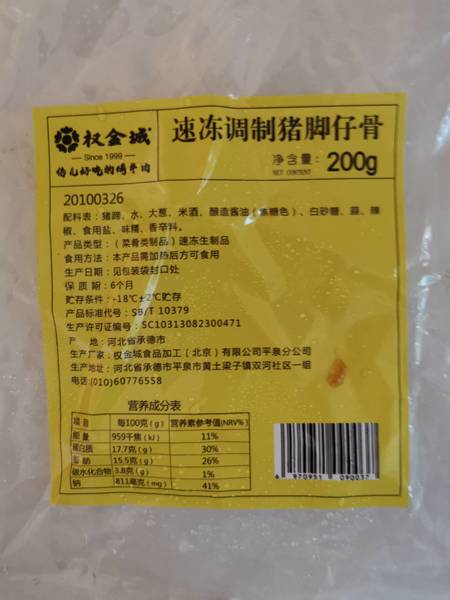 权金城
Since 1999
偶尔好吃的烤牛肉
速冻调制猪脚仔骨
净含量：
NET CONTENT
200g
20100326
配料表：猪蹄、水、大葱、米酒、酿造酱油（焦糖色）、白砂糖、蒜、辣
椒、食用盐、味精、香辛料。
产品类型：（菜肴类制品）速冻生制品
食用方法：本产品需加热后方可食用
生产日期：见包装袋封口处
保 质 期：6个月
贮存条件：-18℃±2℃贮存
产品标准代号：SB/T 10379
生产许可证编号：SC10313082300471
产 地：河北省承德市
生产厂家：权金城食品加工（北京）有限公司平泉分公司
生产地址：河北省承德市平泉市黄土梁子镇双河社区一组
电话:(010)60776558
营养成分表
项目 每100克(g) 营养素参考值(NRV%)
能量 959千焦(kJ) 11%
蛋白质 17.7克(g) 30%
脂肪 15.5克(g) 26%
碳水化合物 3.8克(g) 1%
钠 811毫克(mg) 41%
6 970951 090037